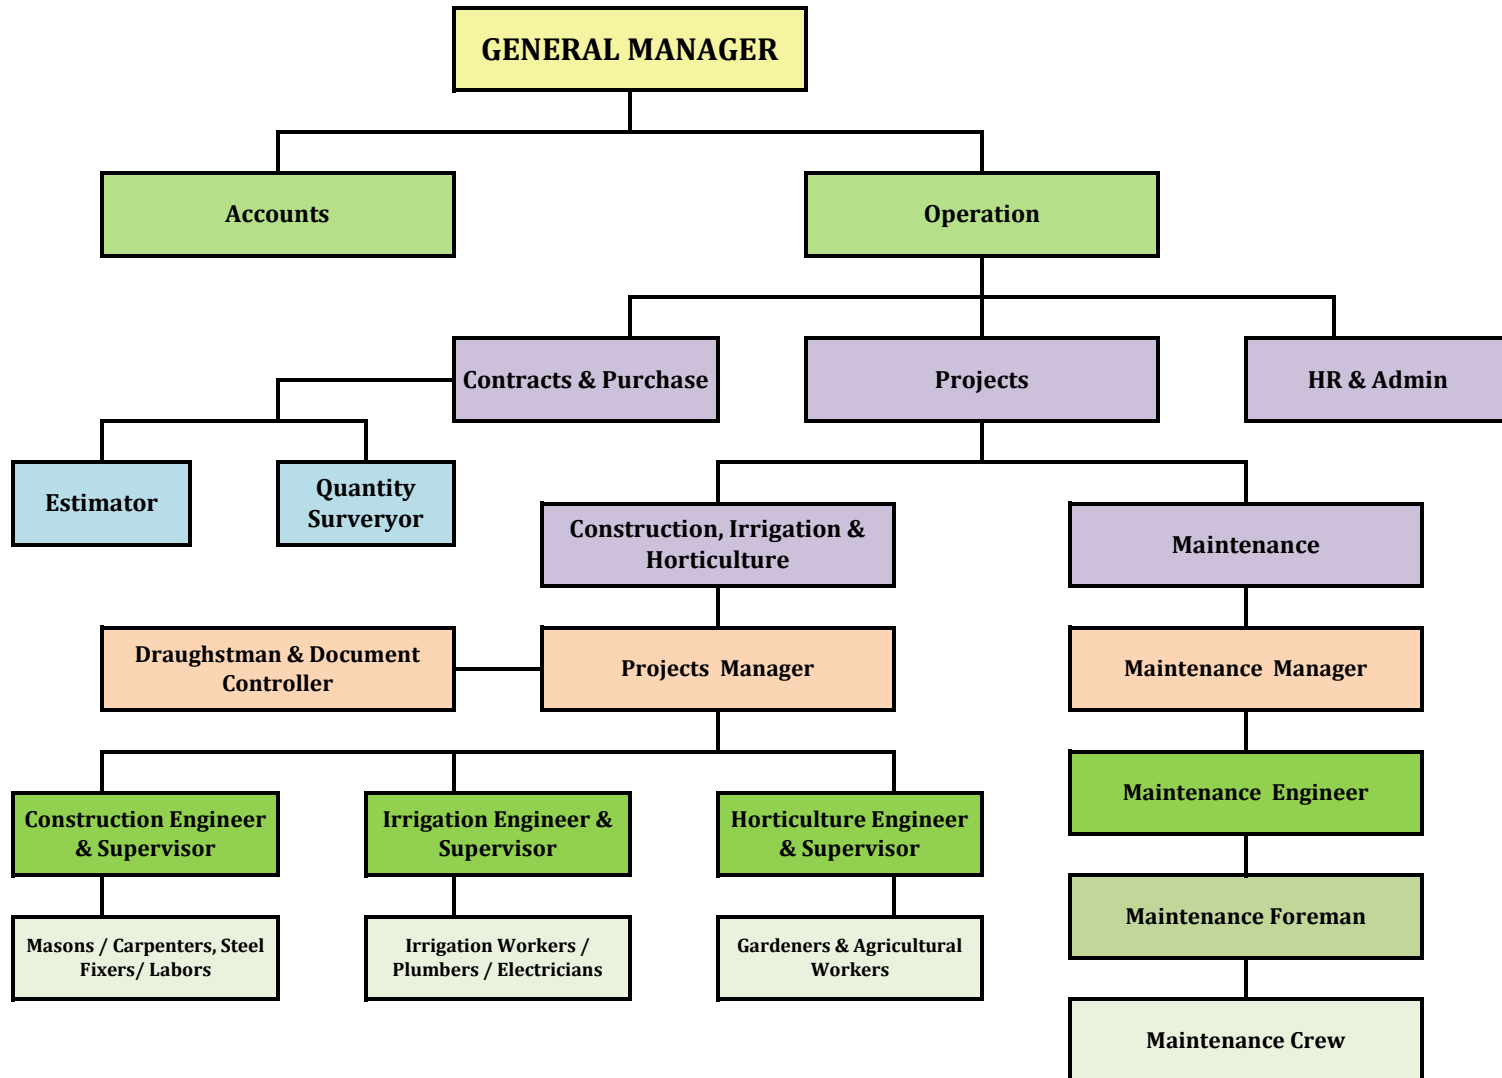 GENERAL MANAGER
Accounts
Operation
Contracts & Purchase
Projects
HR & Admin
Estimator
Quantity
Surveryor
Construction, Irrigation &
Horticulture
Maintenance
Draughstman & Document
Controller
Projects Manager
Maintenance Manager
Construction Engineer
& Supervisor
Irrigation Engineer &
Supervisor
Horticulture Engineer
& Supervisor
Maintenance Engineer
Masons / Carpenters, Steel
Fixers/ Labors
Irrigation Workers /
Plumbers / Electricians
Gardeners & Agricultural
Workers
Maintenance Foreman
Maintenance Crew